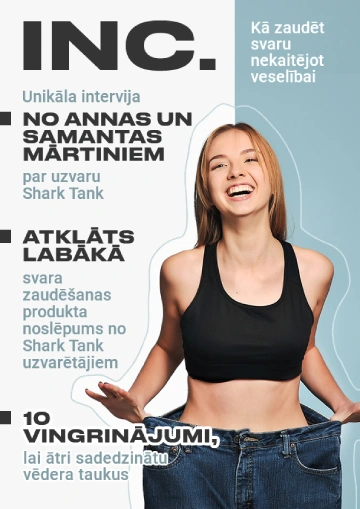 INC.
Kā zaudēt
svaru
nekaitējot
veselībai
Unikāla intervija
NO ANNAS UN
SAMANTAS
MĀRTINIEM
par uzvaru
Shark Tank
ATKLĀTS
LABĀKĀ
svara
zaudēšanas
produkta
noslēpums no
Shark Tank
uzvarētājiem
10
VINGRINĀJUMI,
lai ātri sadedzinātu
vēdera taukus